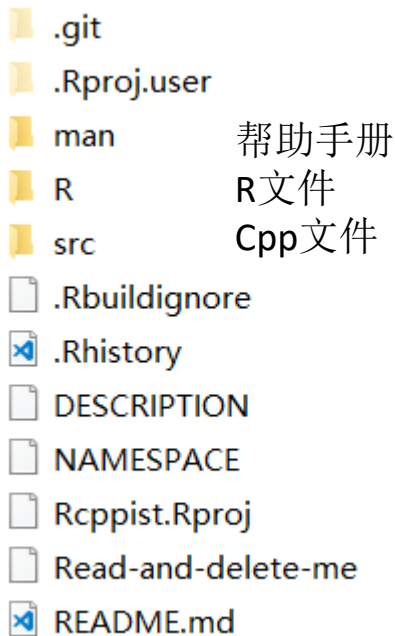 .git
.Rproj.user
man 帮助手册
R R文件
src Cpp文件
.Rbuildignore
.Rhistory
DESCRIPTION
NAMESPACE
Rcppist.Rproj
Read-and-delete-me
README.md